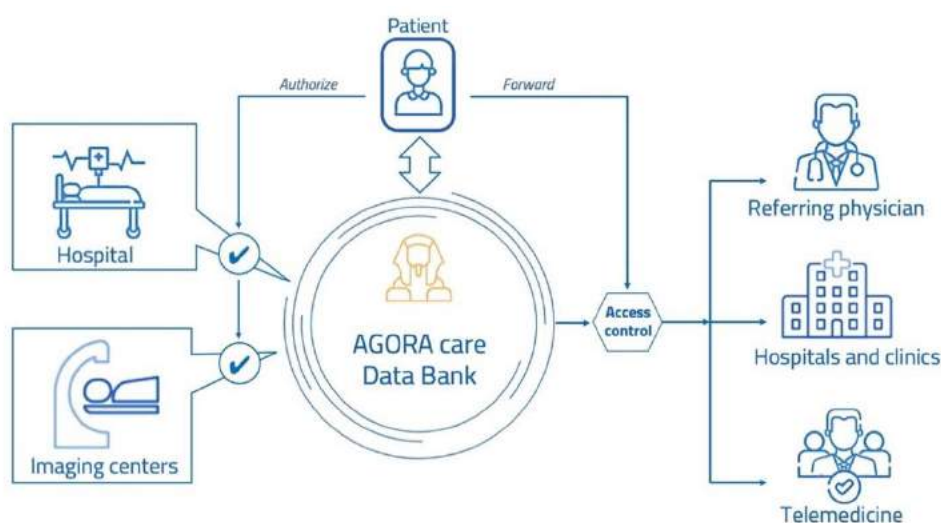 Patient
Authorize
Forward
Hospital
Referring physician
AGORA care
Data Bank
Access
control
Hospitals and clinics
Imaging centers
Telemedicine